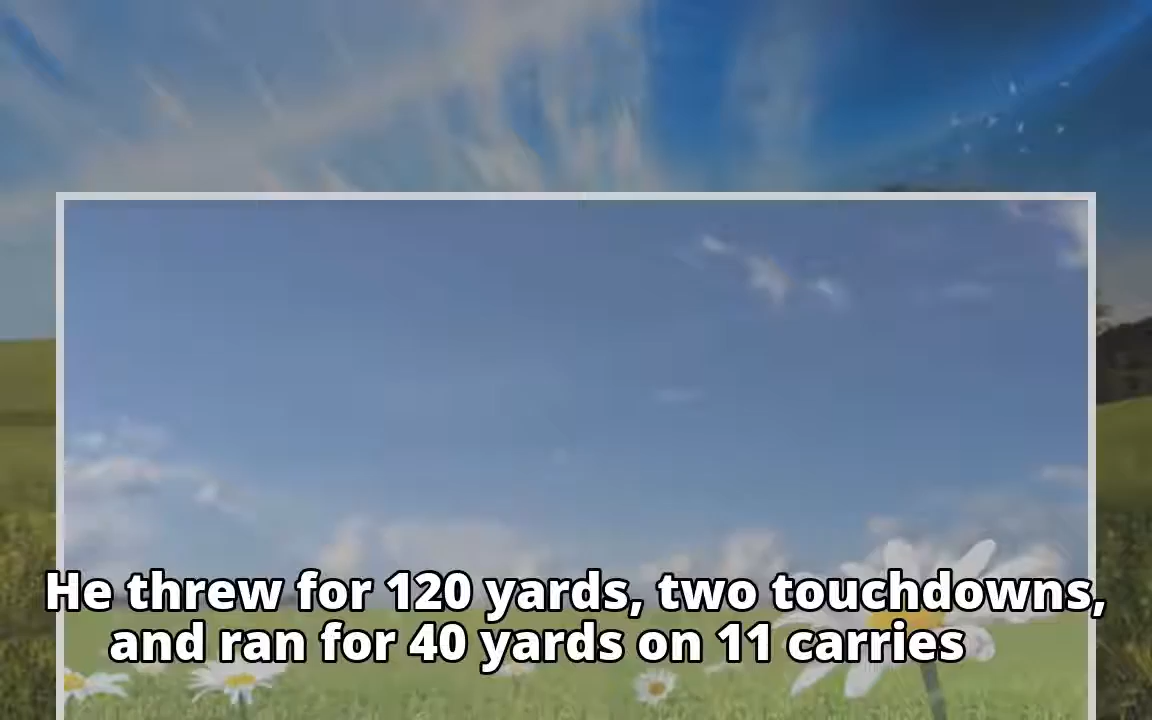 He threw for 120 yards, two touchdowns,
and ran for 40 yards on 11 carries